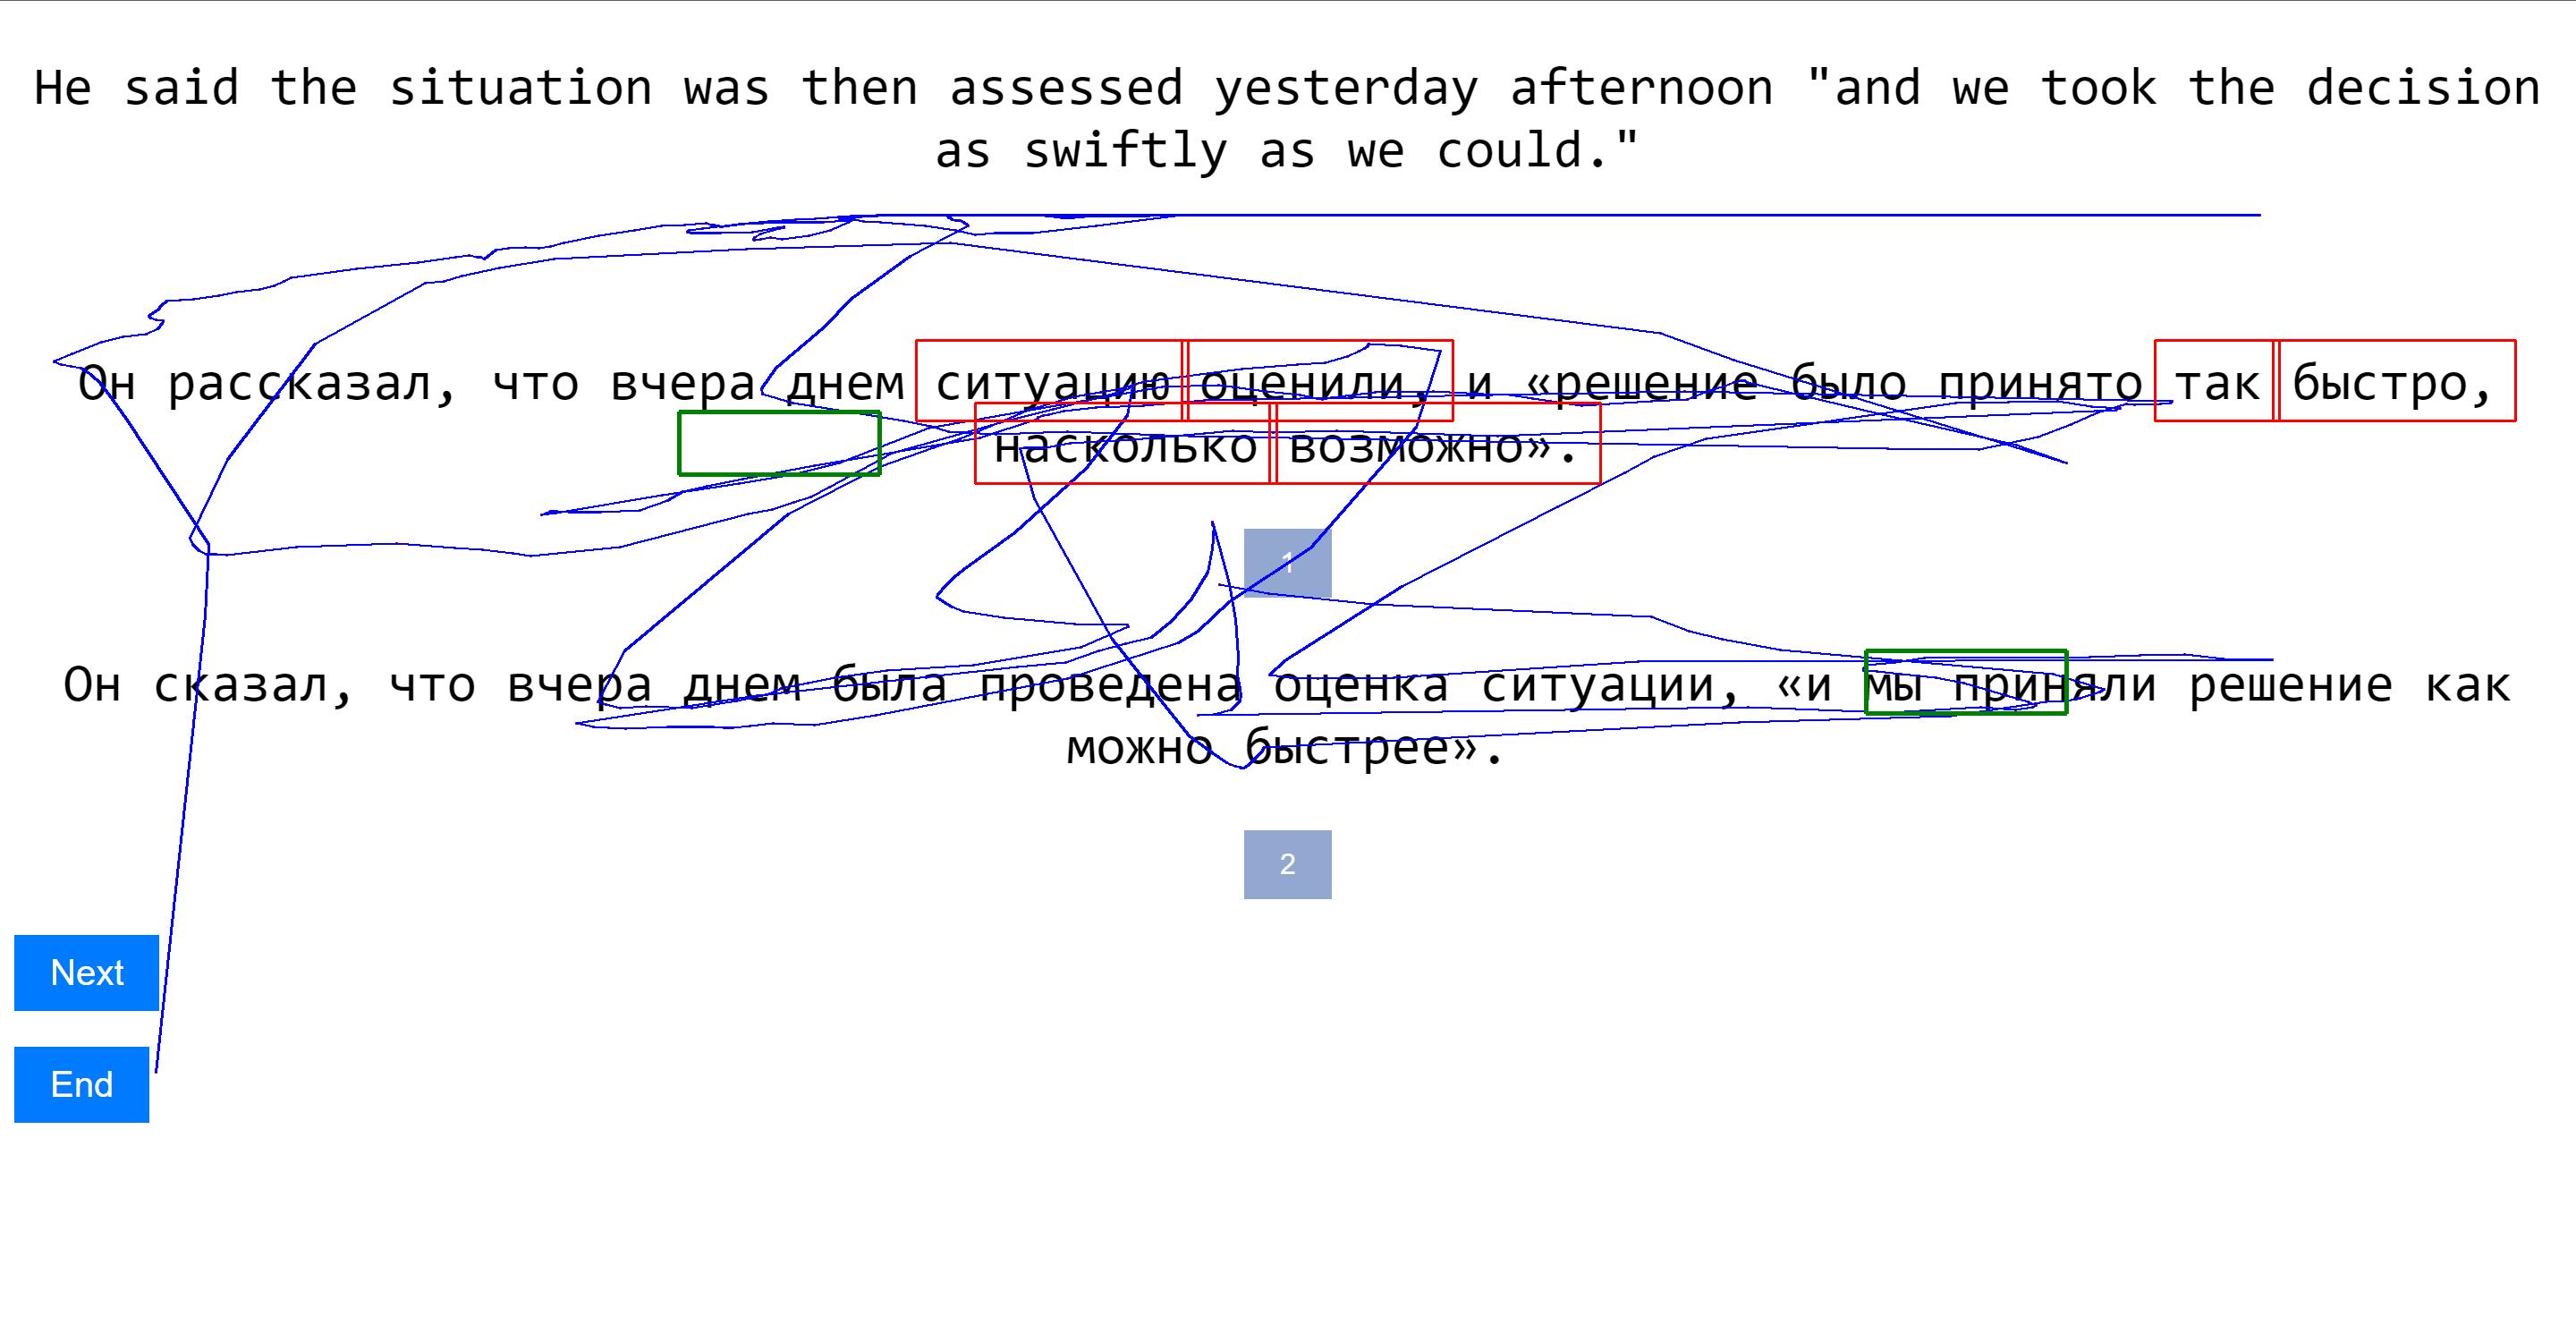 He said the situation was then assessed yesterday afternoon "and we took the decision
as swiftly as we could."
Он рассказал, что вчера днем ситуацию оценили, и «решение было принято так быстро,
насколько возможно».
1
Он сказал, что вчера днем была проведена оценка ситуации, «и мы приняли решение как
можно быстрее».
2
Next
End